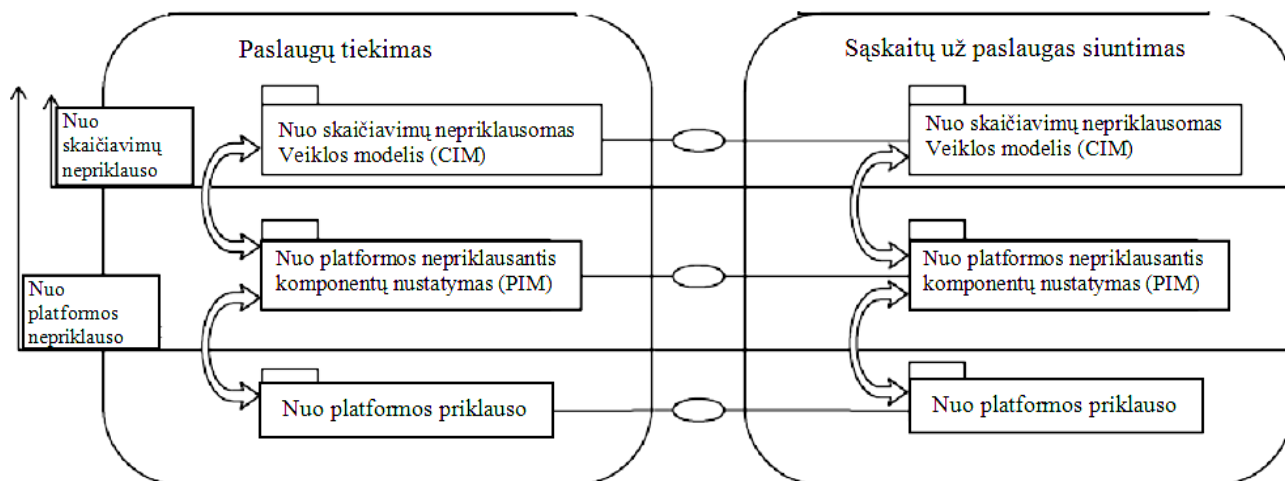 Paslaugų tiekimas
Sąskaitų už paslaugas siuntimas
Nuo
skaičiavimų
nepriklauso
Nuo skaičiavimų nepriklausomas
Veiklos modelis (CIM)
Nuo skaičiavimų nepriklausomas
Veiklos modelis (CIM)
Nuo platformos nepriklausantis
komponentų nustatymas (PIM)
Nuo platformos nepriklausantis
komponentų nustatymas (PIM)
Nuo
platformos
nepriklauso
Nuo platformos priklauso
Nuo platformos priklauso